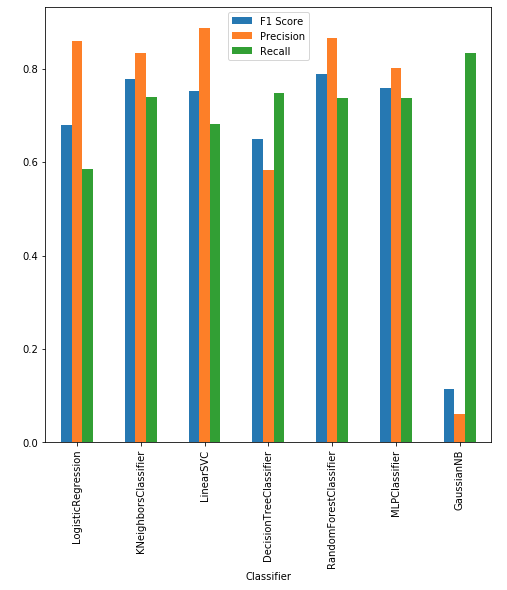 F1 Score
Precision
Recall
0.8
0.6
0.4
0.2
0.0
LogisticRegression
KNeighborsClassifier
LinearSVC
DecisionTreeClassifier
RandomForestClassifier
MLPClassifier
GaussianNB
Classifier